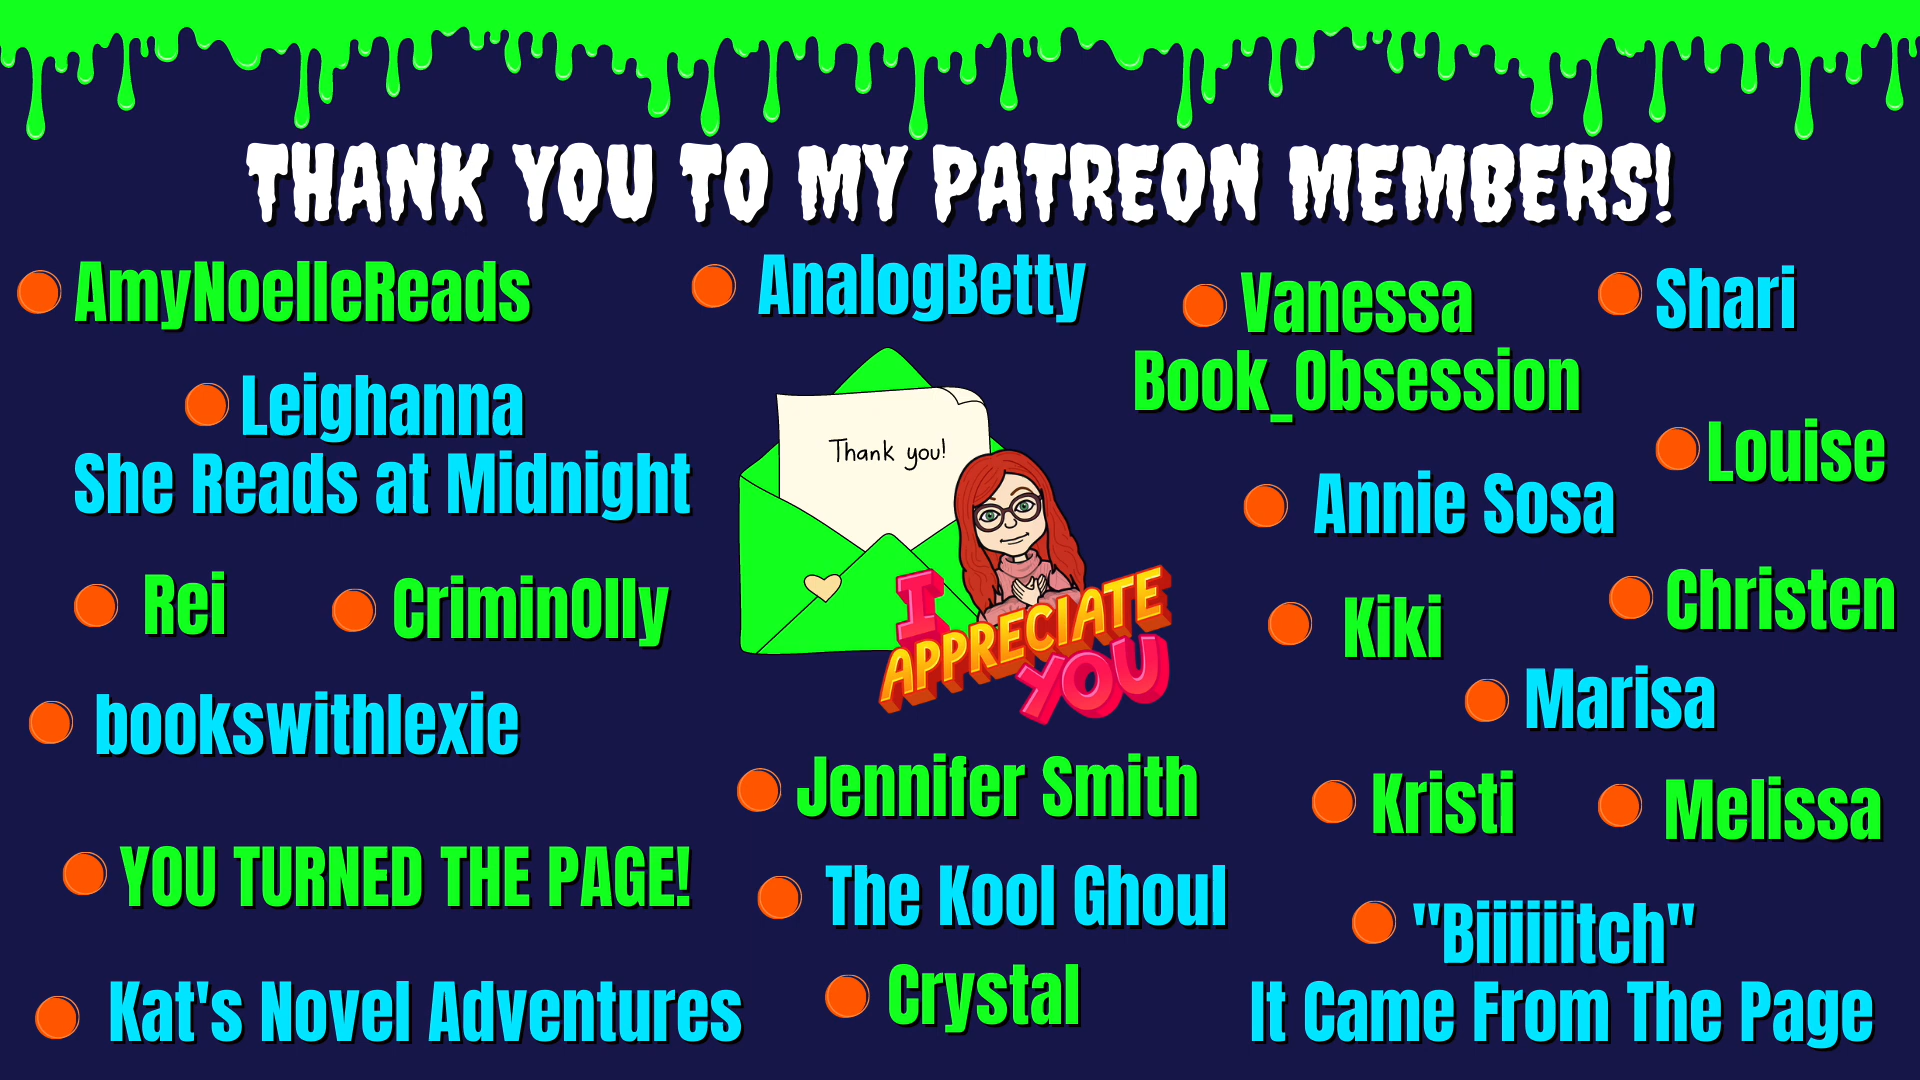 THANK YOU TO MY PATREON MEMBERS!
AmyNoelleReads
AnalogBetty
Vanessa
Book_Obsession
Shari
Leighanna
She Reads at Midnight
Louise
Thank you!
Annie Sosa
Rei
CriminOlly
I
APPRECIATE
YOU
Kiki
Christen
bookswithlexie
Marisa
Jennifer Smith
Kristi
Melissa
YOU TURNED THE PAGE!
The Kool Ghoul
"Biiiiiitch"
It Came From The Page
Kat's Novel Adventures
Crystal